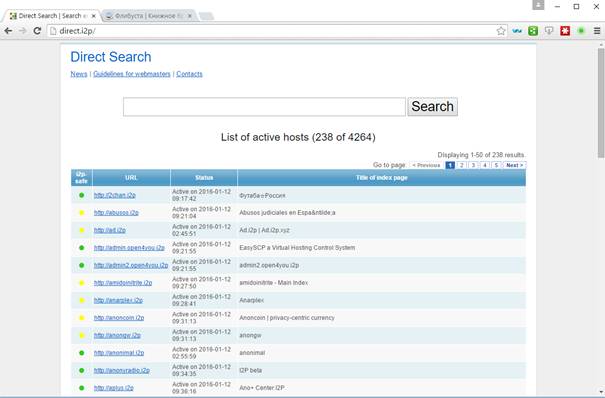 Direct Search | Search e
Флибуста | Книжное бр
direct.i2p/
Direct Search
News | Guidelines for webmasters | Contacts
Search
List of active hosts (238 of 4264)
Displaying 1-50 of 238 results.
Go to page: < Previous 1 2 3 4 5 Next >
i2p-safe URL Status Title of index page
http://2chan.i2p Active on 2016-01-12 09:17:42 Футаба☆Россия
http://abusos.i2p Active on 2016-01-12 09:21:04 Abusos judiciales en Espa&ntilde;a
http://ad.i2p Active on 2016-01-12 02:45:51 Ad.i2p | Ad.i2p.xyz
http://admin.open4you.i2p Active on 2016-01-12 09:21:55 EasySCP a Virtual Hosting Control System
http://admin2.open4you.i2p Active on 2016-01-12 09:21:55 admin2.open4you.i2p
http://amidoinitrite.i2p Active on 2016-01-12 09:27:50 amidoinitrite - Main Index
http://anarplex.i2p Active on 2016-01-12 09:28:41 Anarplex
http://anoncoin.i2p Active on 2016-01-12 09:31:13 Anoncoin | privacy-centric currency
http://anongw.i2p Active on 2016-01-12 09:31:13 anongw
http://anonimal.i2p Active on 2016-01-12 02:55:59 anonimal
http://anonyradio.i2p Active on 2016-01-12 09:34:35 I2P beta
http://aplus.i2p Active on 2016-01-12 09:36:16 Ano+ Center.I2P